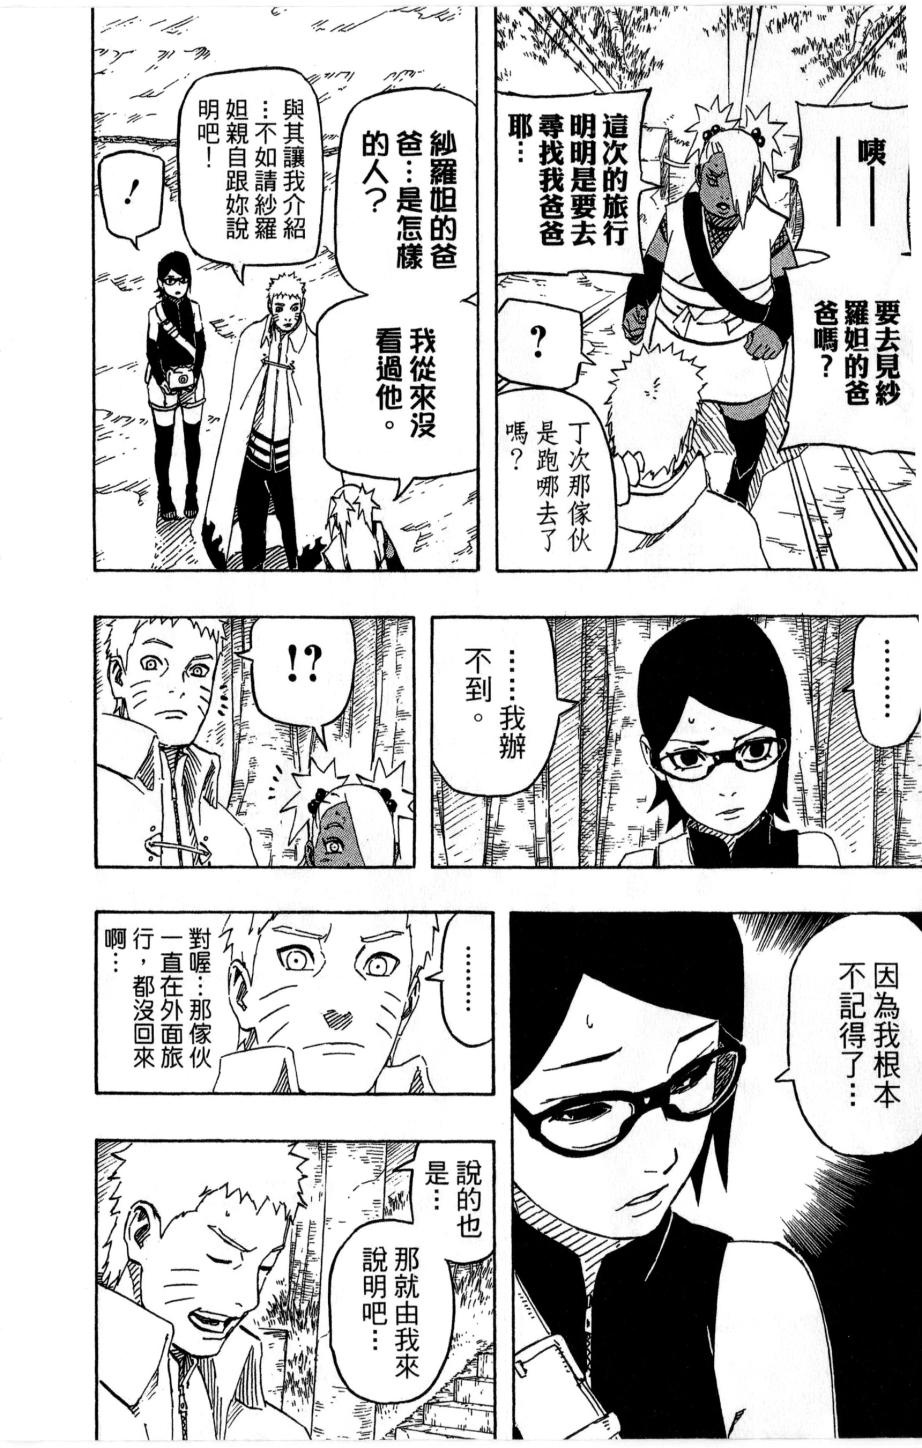 咦
——
——
要去見紗
羅妲的爸
爸嗎？
這次的旅行
明明是要去
尋找我爸爸
耶…
？
丁次那傢伙
是跑哪去了
嗎？
紗羅妲的爸
爸…是怎樣
的人？
我從來沒
看過他。
與其讓我介紹
…不如請紗羅
妲親自跟妳說
明吧！
！
………
……我辦
不到。
！？
因為我根本
不記得了…
………
對喔…那傢伙
一直在外面旅
行，都沒回來
啊…
說的也
是…
那就由我來
說明吧…